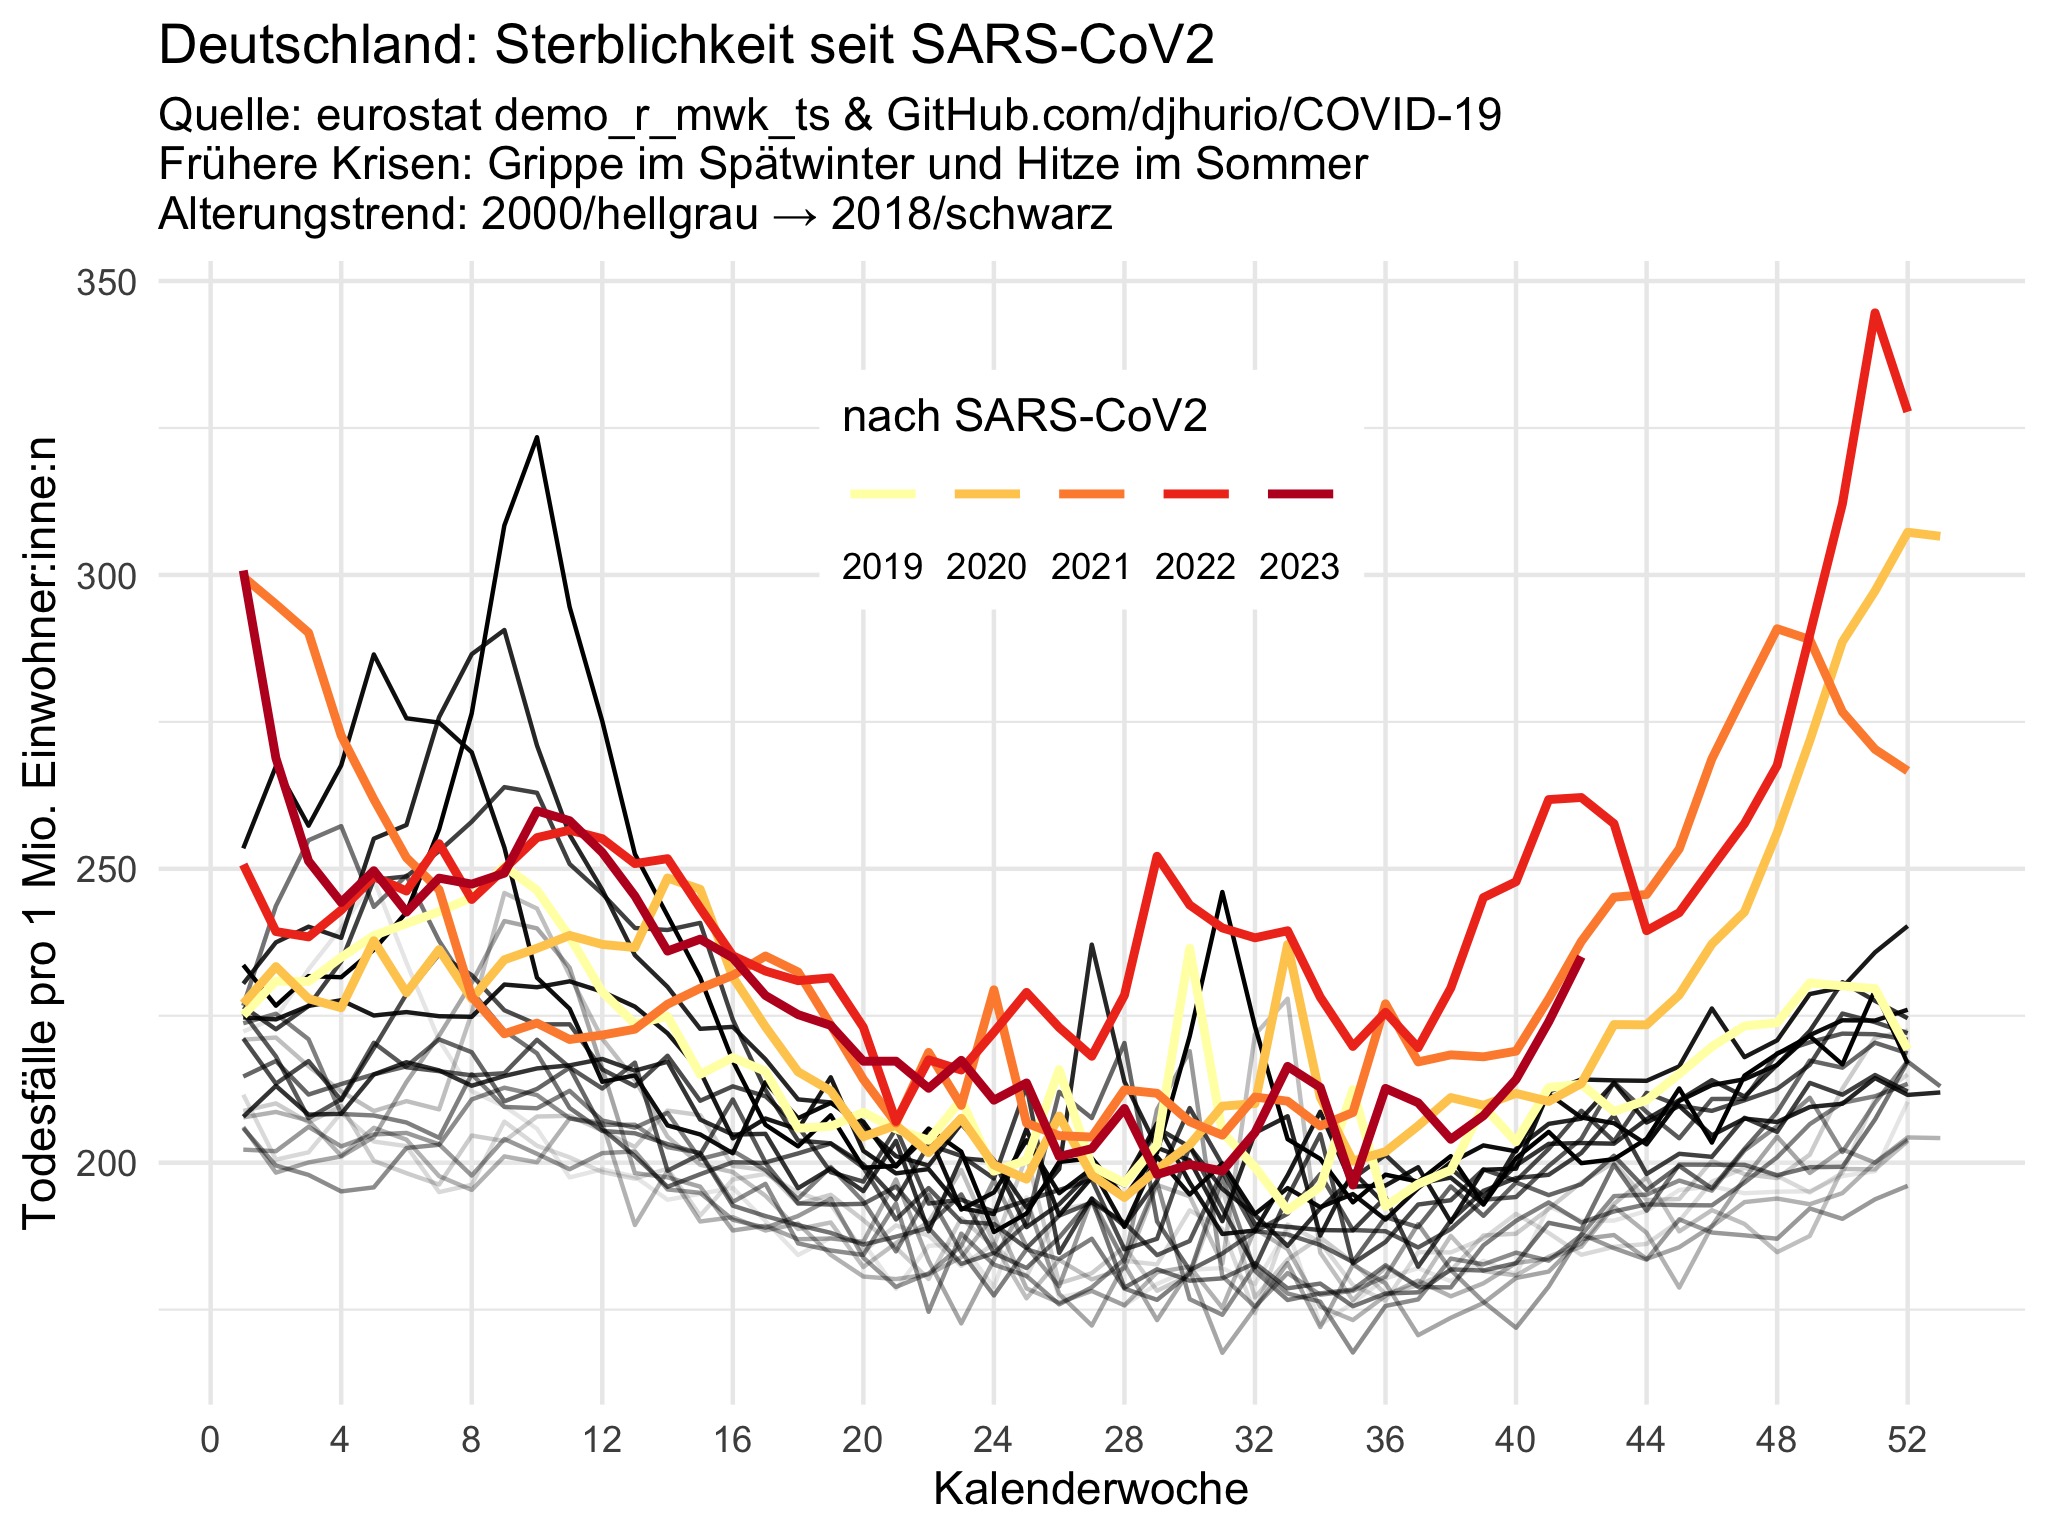 Deutschland: Sterblichkeit seit SARS-CoV2
Quelle: eurostat demo_r_mwk_ts & GitHub.com/djhurio/COVID-19
Frühere Krisen: Grippe im Spätwinter und Hitze im Sommer
Alterungstrend: 2000/hellgrau → 2018/schwarz
Todesfälle pro 1 Mio. Einwohner:inne:n
350
300
250
200
nach SARS-CoV2
2019 2020 2021 2022 2023
0 4 8 12 16 20 24 28 32 36 40 44 48 52
Kalenderwoche